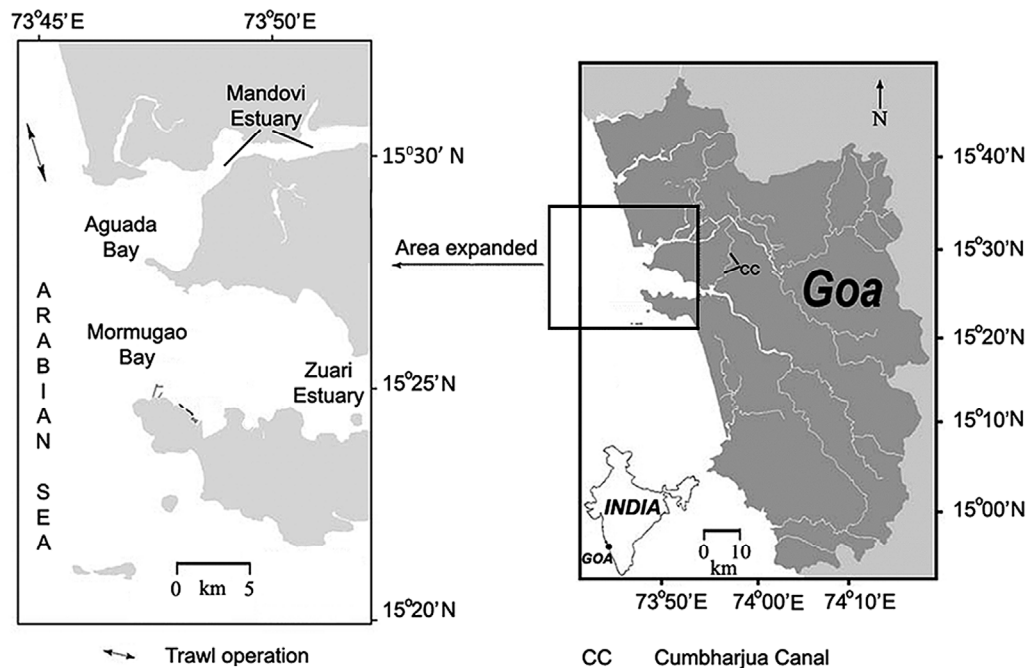 73°45'E
73°50'E
Mandovi
Estuary
15°30' N
Aguada
Bay
Area expanded
ARABIAN SEA
Mormugao
Bay
Zuari
Estuary
15°25'N
0 km 5
15°20'N
Trawl operation
N
15°40'N
15°30'N
CC
Goa
15°20'N
15°10'N
INDIA
GOA
0 10
km
15°00'N
73°50'E
74°00'E
74°10'E
CC Cumbharjua Canal